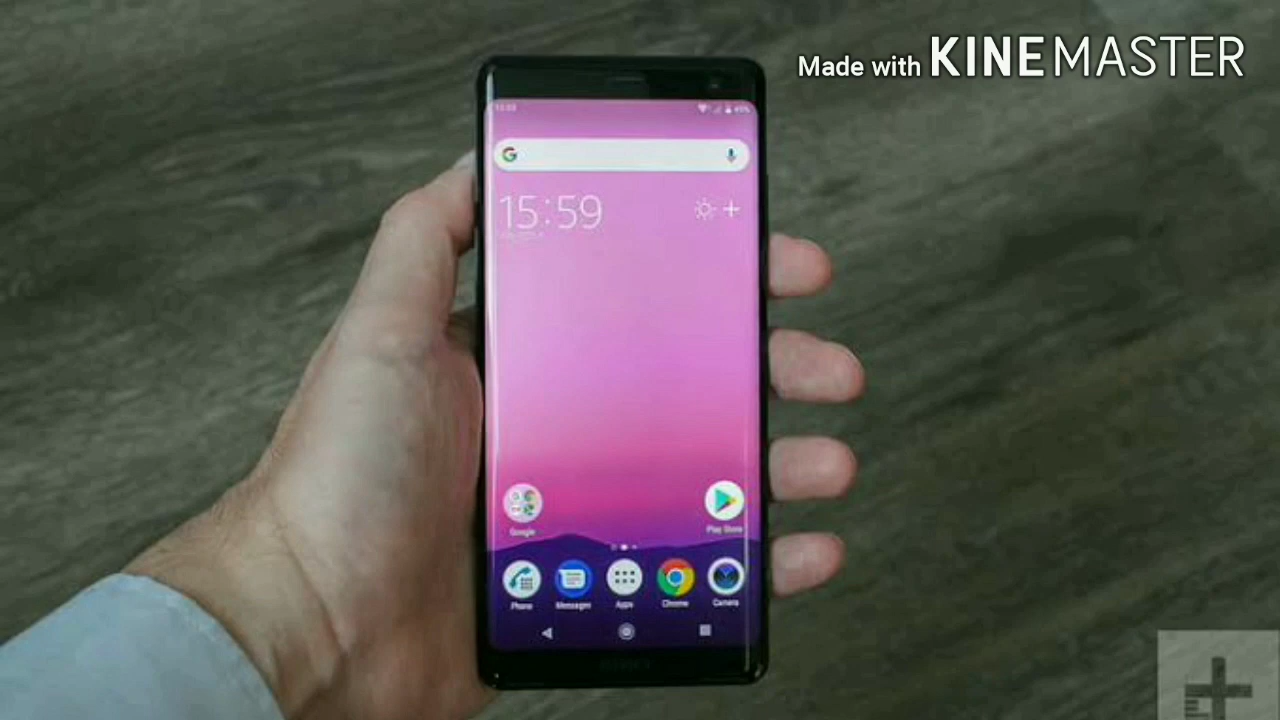 Made with KINEMASTER
15:59
Google
Play Store
Phone
Messages
Apps
Chrome
Camera